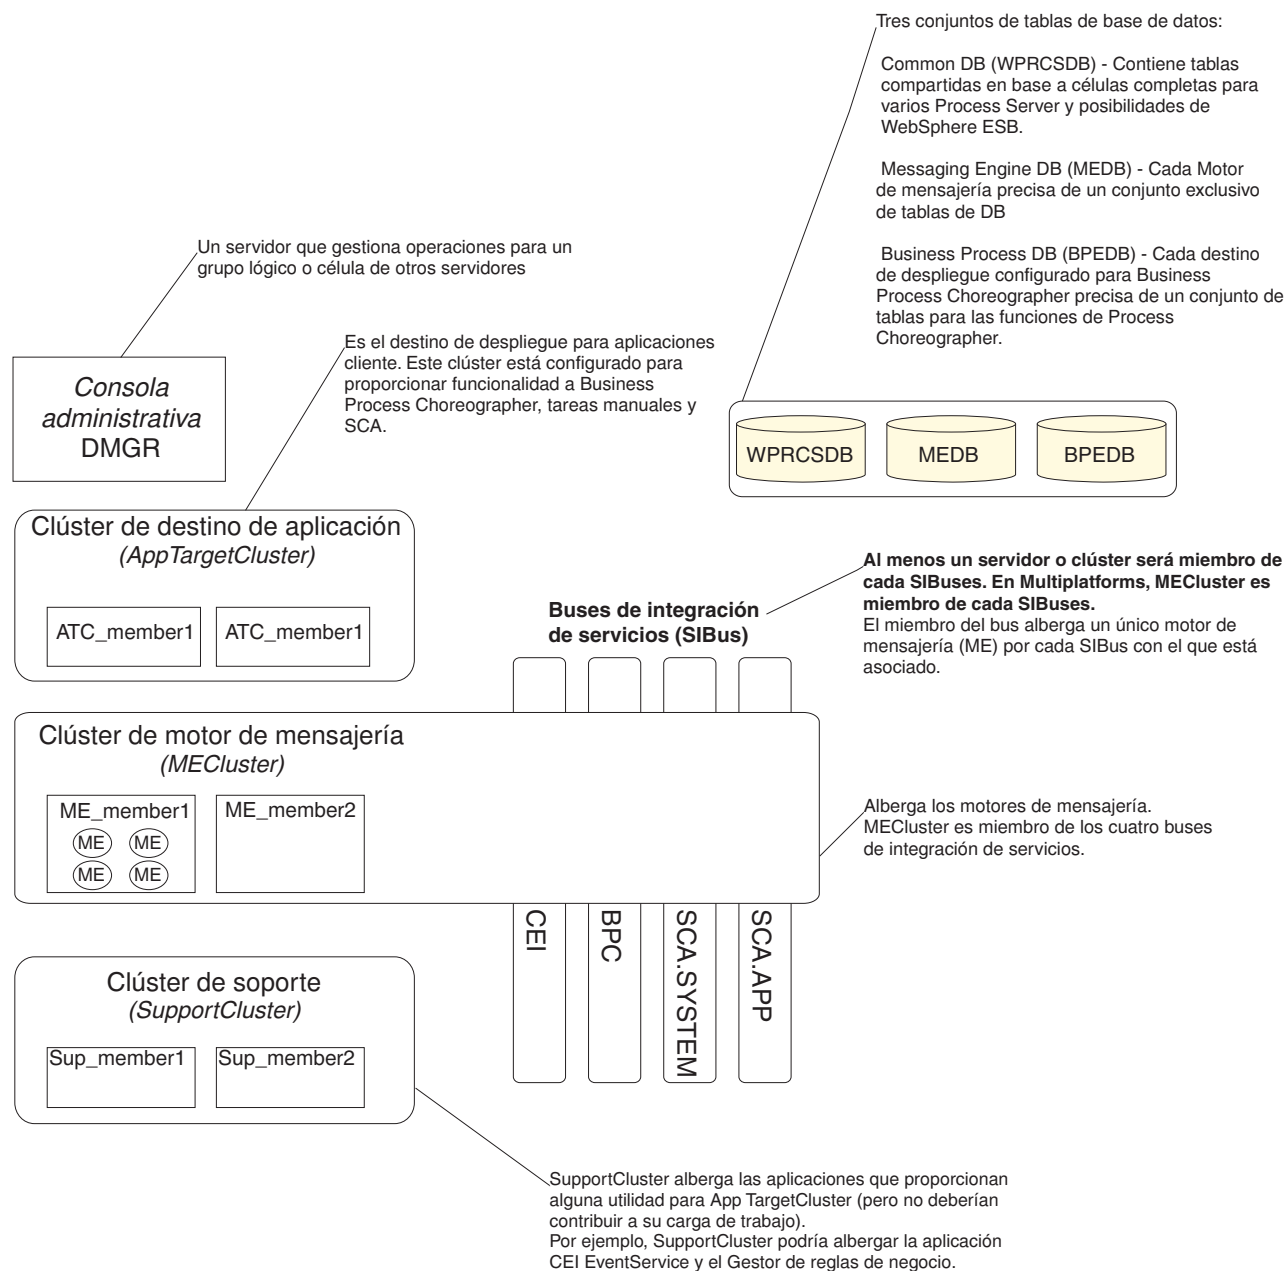 Tres conjuntos de tablas de base de datos:
Common DB (WPRCSDB) - Contiene tablas
compartidas en base a células completas para
varios Process Server y posibilidades de
WebSphere ESB.
Messaging Engine DB (MEDB) - Cada Motor
de mensajería precisa de un conjunto exclusivo
de tablas de DB
Business Process DB (BPEDB) - Cada destino
de despliegue configurado para Business
Process Choreographer precisa de un conjunto de
tablas para las funciones de Process
Choreographer.
Un servidor que gestiona operaciones para un
grupo lógico o célula de otros servidores
Es el destino de despliegue para aplicaciones
cliente. Este clúster está configurado para
proporcionar funcionalidad a Business
Process Choreographer, tareas manuales y
SCA.
Consola
administrativa
DMGR
WPRCSDB
MEDB
BPEDB
Clúster de destino de aplicación
(AppTargetCluster)
ATC_member1
ATC_member1
Buses de integración
de servicios (SIBus)
Al menos un servidor o clúster será miembro de
cada SIBuses. En Multiplatforms, MECluster es
miembro de cada SIBuses.
El miembro del bus alberga un único motor de
mensajería (ME) por cada SIBus con el que está
asociado.
Clúster de motor de mensajería
(MECluster)
ME_member1
ME
ME
ME
ME
ME_member2
Alberga los motores de mensajería.
MECluster es miembro de los cuatro buses
de integración de servicios.
CEI
BPC
SCA.SYSTEM
SCA.APP
Clúster de soporte
(SupportCluster)
Sup_member1
Sup_member2
SupportCluster alberga las aplicaciones que proporcionan
alguna utilidad para App TargetCluster (pero no deberían
contribuir a su carga de trabajo).
Por ejemplo, SupportCluster podría albergar la aplicación
CEI EventService y el Gestor de reglas de negocio.